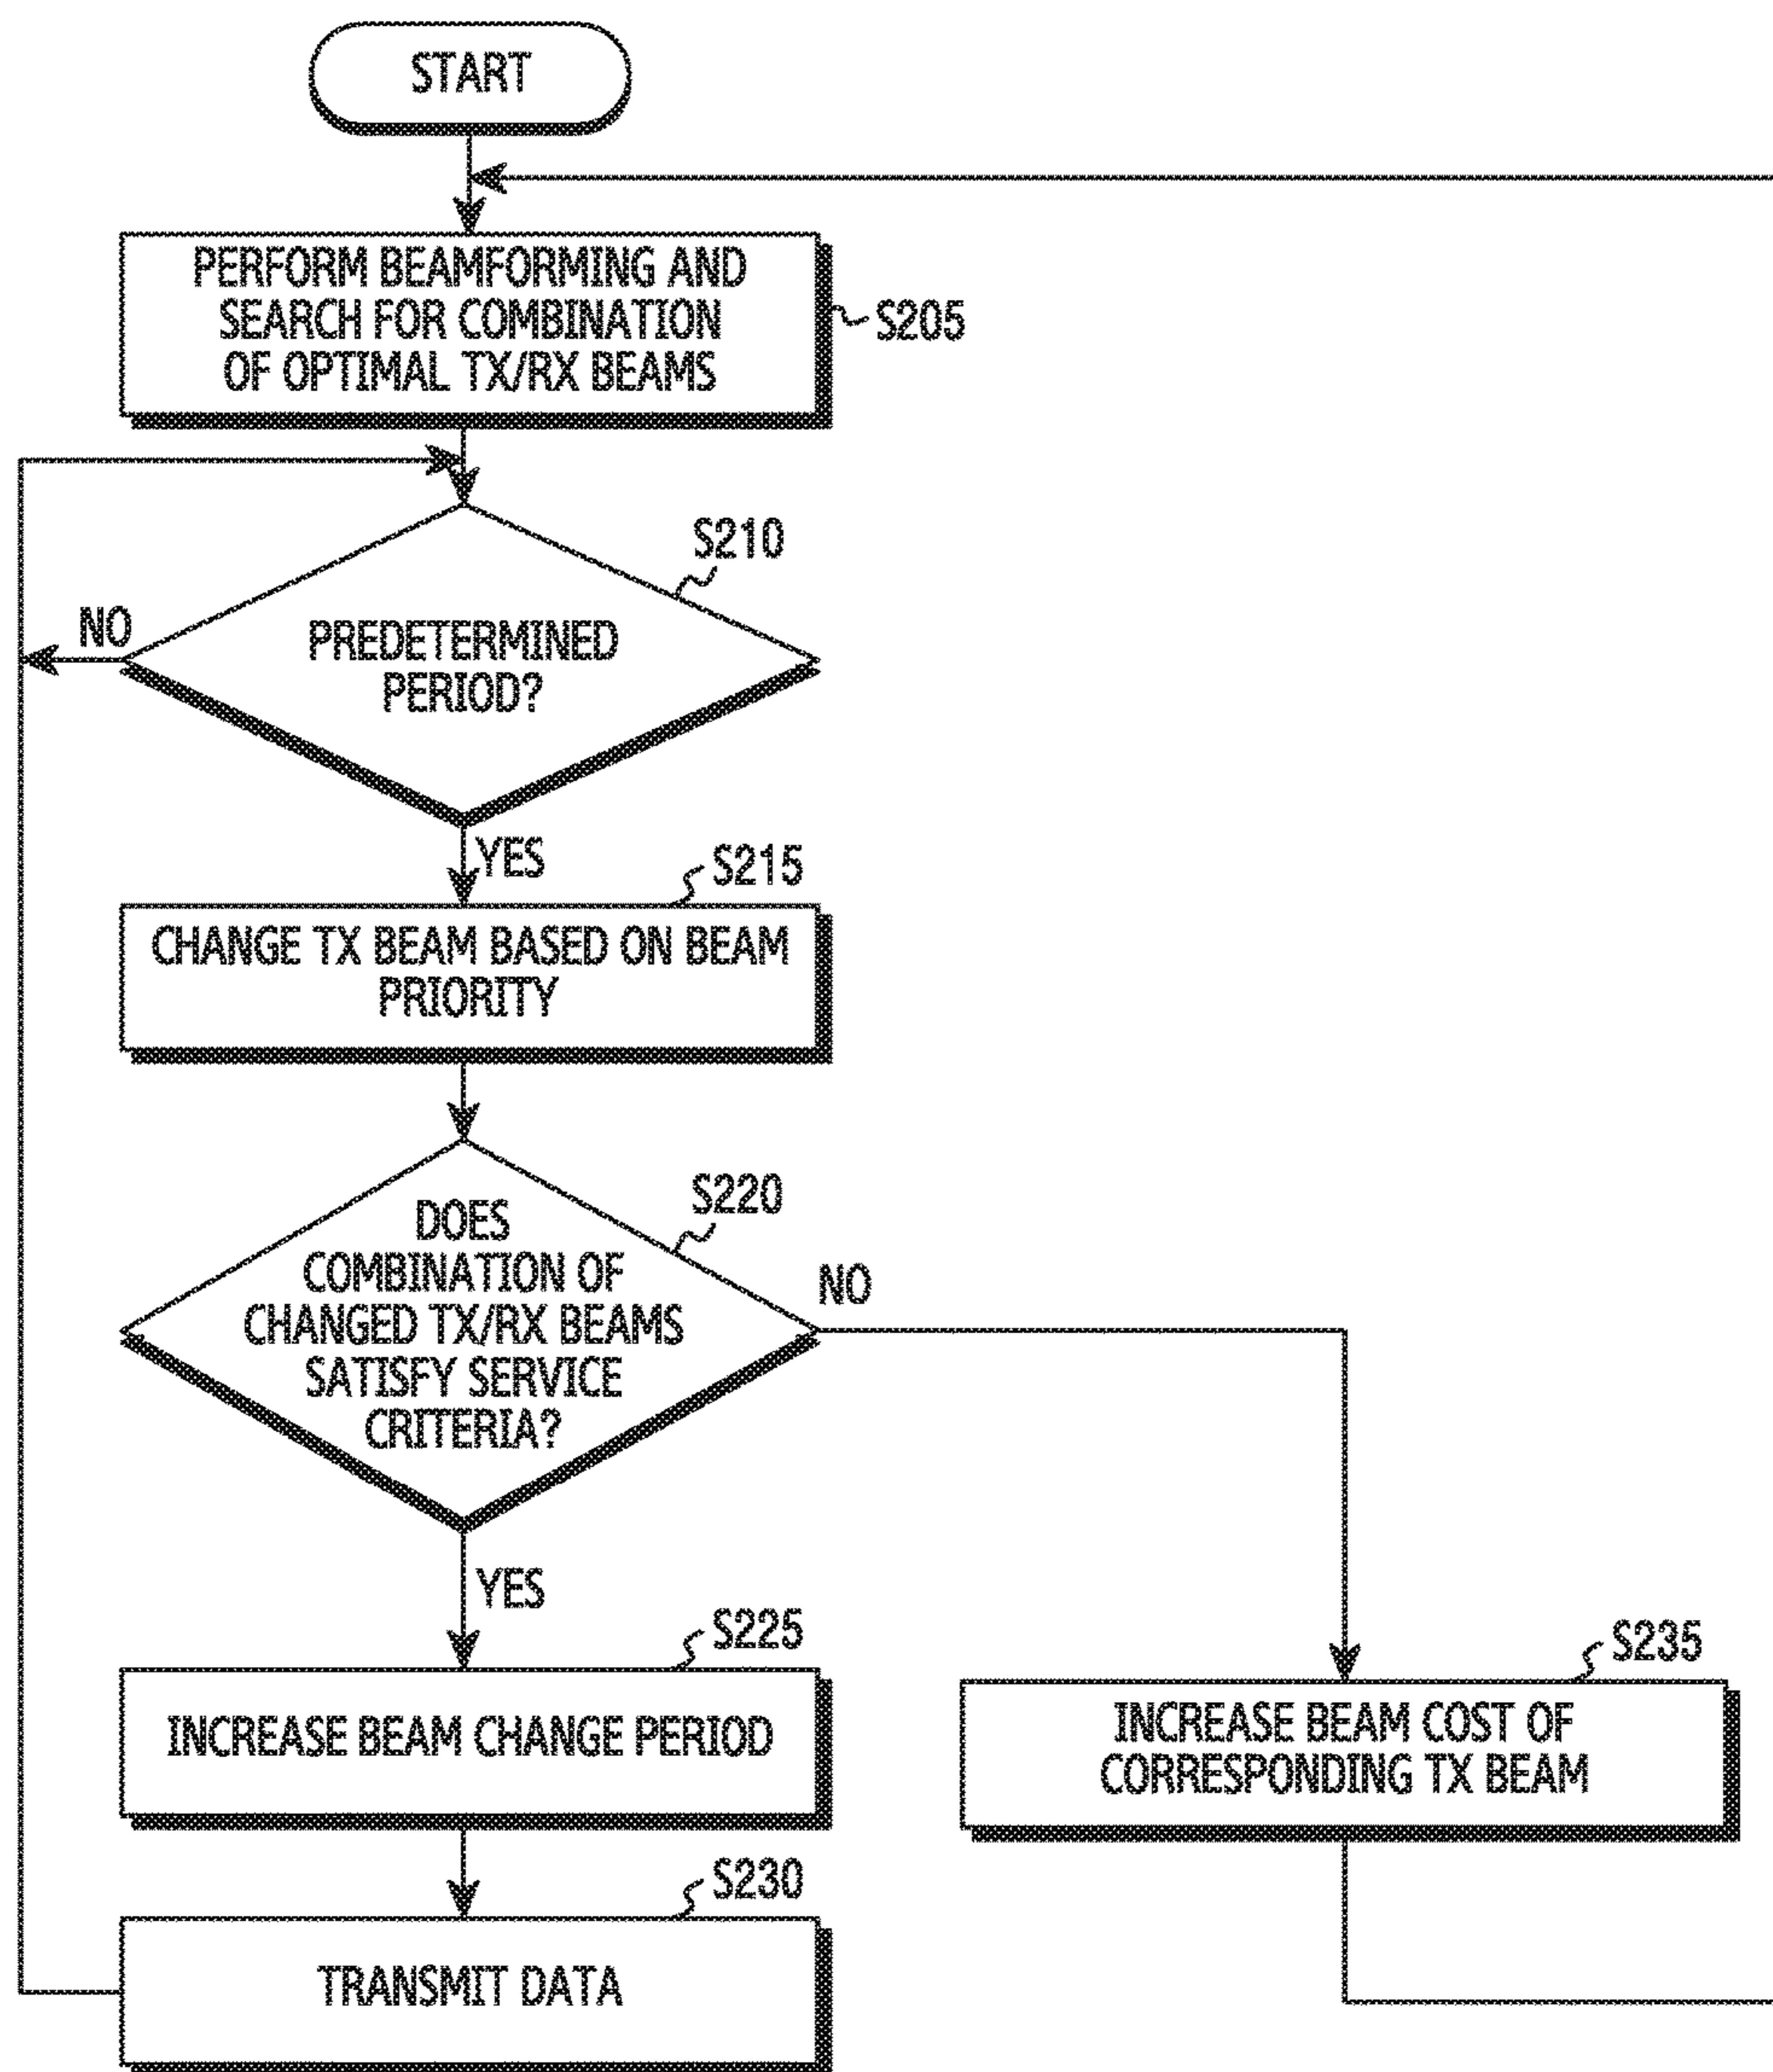 START
PERFORM BEAMFORMING AND
SEARCH FOR COMBINATION
OF OPTIMAL TX/RX BEAMS
S205
S210
NO
PREDETERMINED
PERIOD?
YES
S215
CHANGE TX BEAM BASED ON BEAM
PRIORITY
S220
DOES
COMBINATION OF
CHANGED TX/RX BEAMS
SATISFY SERVICE
CRITERIA?
NO
YES
S225
INCREASE BEAM CHANGE PERIOD
S235
INCREASE BEAM COST OF
CORRESPONDING TX BEAM
S230
TRANSMIT DATA